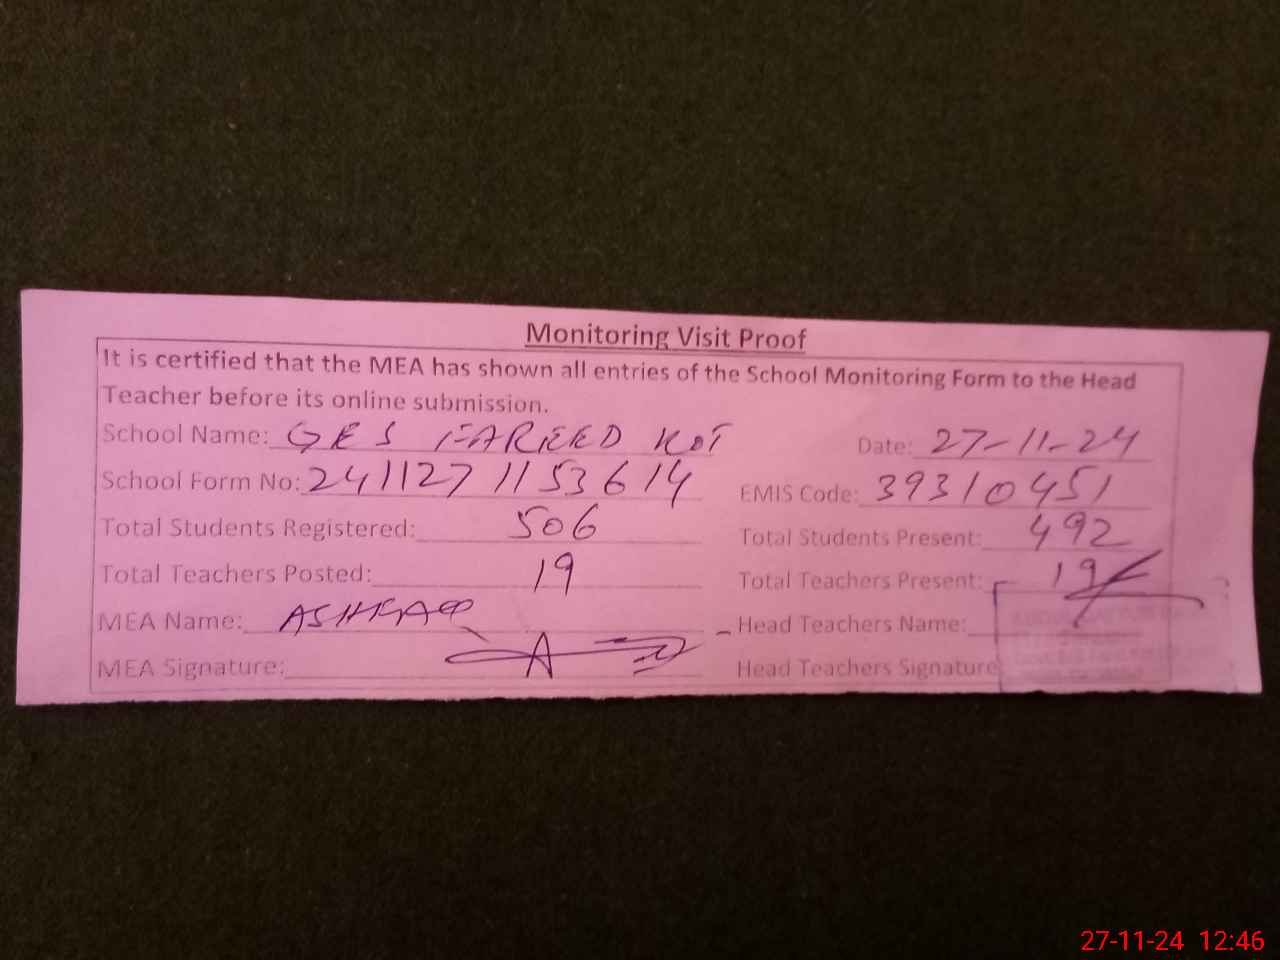 Monitoring Visit Proof
It is certified that the MEA has shown all entries of the School Monitoring Form to the Head
Teacher before its online submission.
School Name: GES FAREED KOT Date: 27-11-24
School Form No: 241127 1153614 EMIS Code: 39310451
Total Students Registered: 506 Total Students Present: 492
Total Teachers Posted: 19 Total Teachers Present: 19
MEA Name: ASHFAQ Head Teachers Name:
MEA Signature: Head Teachers Signature
27-11-24 12:46